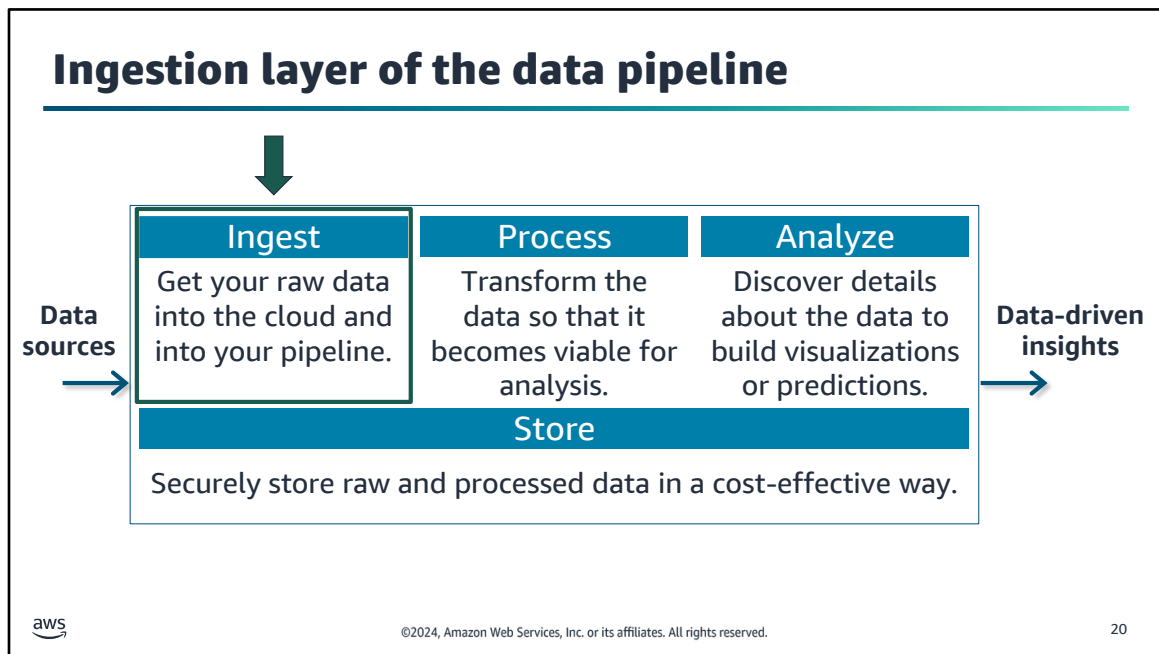 Ingestion layer of the data pipeline
Ingest
Get your raw data
into the cloud and
into your pipeline.
Process
Transform the
data so that it
becomes viable for
analysis.
Analyze
Discover details
about the data to
build visualizations
or predictions.
Data
sources
Data-driven
insights
Store
Securely store raw and processed data in a cost-effective way.
aws
©2024, Amazon Web Services, Inc. or its affiliates. All rights reserved.
20